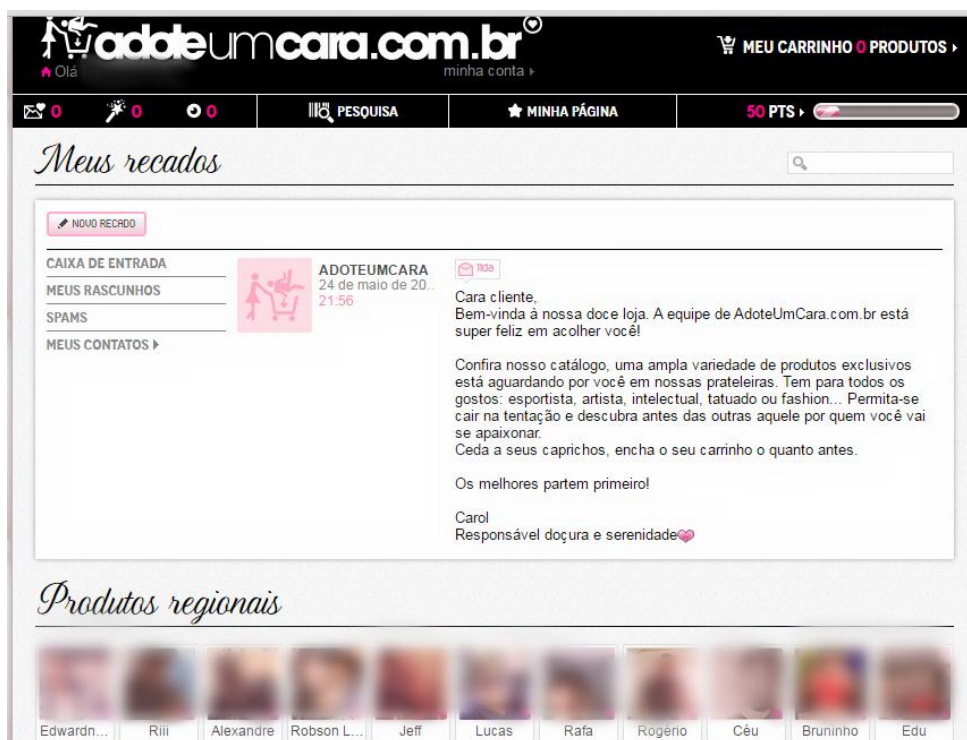 adoteumcara.com.br
MEU CARRINHO 0 PRODUTOS
Olá
minha conta
0 0 0 PESQUISA MINHA PÁGINA 50 PTS
Meus recados
NOVO RECADO
CAIXA DE ENTRADA
MEUS RASCUNHOS
SPAMS
MEUS CONTATOS
ADOTEUMCARA
24 de maio de 20..
21:56
lida
Cara cliente,
Bem-vinda à nossa doce loja. A equipe de AdoteUmCara.com.br está
super feliz em acolher você!
Confira nosso catálogo, uma ampla variedade de produtos exclusivos
está aguardando por você em nossas prateleiras. Tem para todos os
gostos: esportista, artista, intelectual, tatuado ou fashion... Permita-se
cair na tentação e descubra antes das outras aquele por quem você vai
se apaixonar.
Ceda a seus caprichos, encha o seu carrinho o quanto antes.
Os melhores partem primeiro!
Carol
Responsável doçura e serenidade
Produtos regionais
Edwardn... Riii Alexandre Robson L... Jeff Lucas Rafa Rogério Céu Bruninho Edu